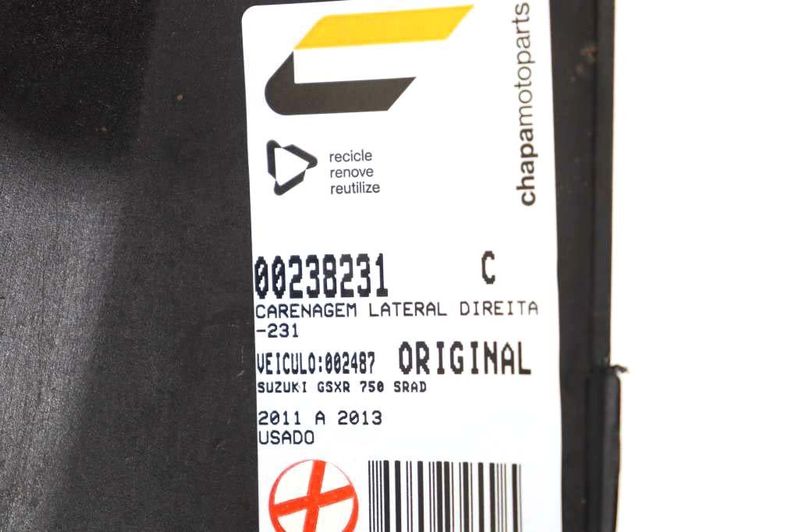 chapamotoparts
recicle
renove
reutilize
00238231 C
CARENAGEM LATERAL DIREITA
-231
VEICULO:002487 ORIGINAL
SUZUKI GSXR 750 SRAD
2011 A 2013
USADO